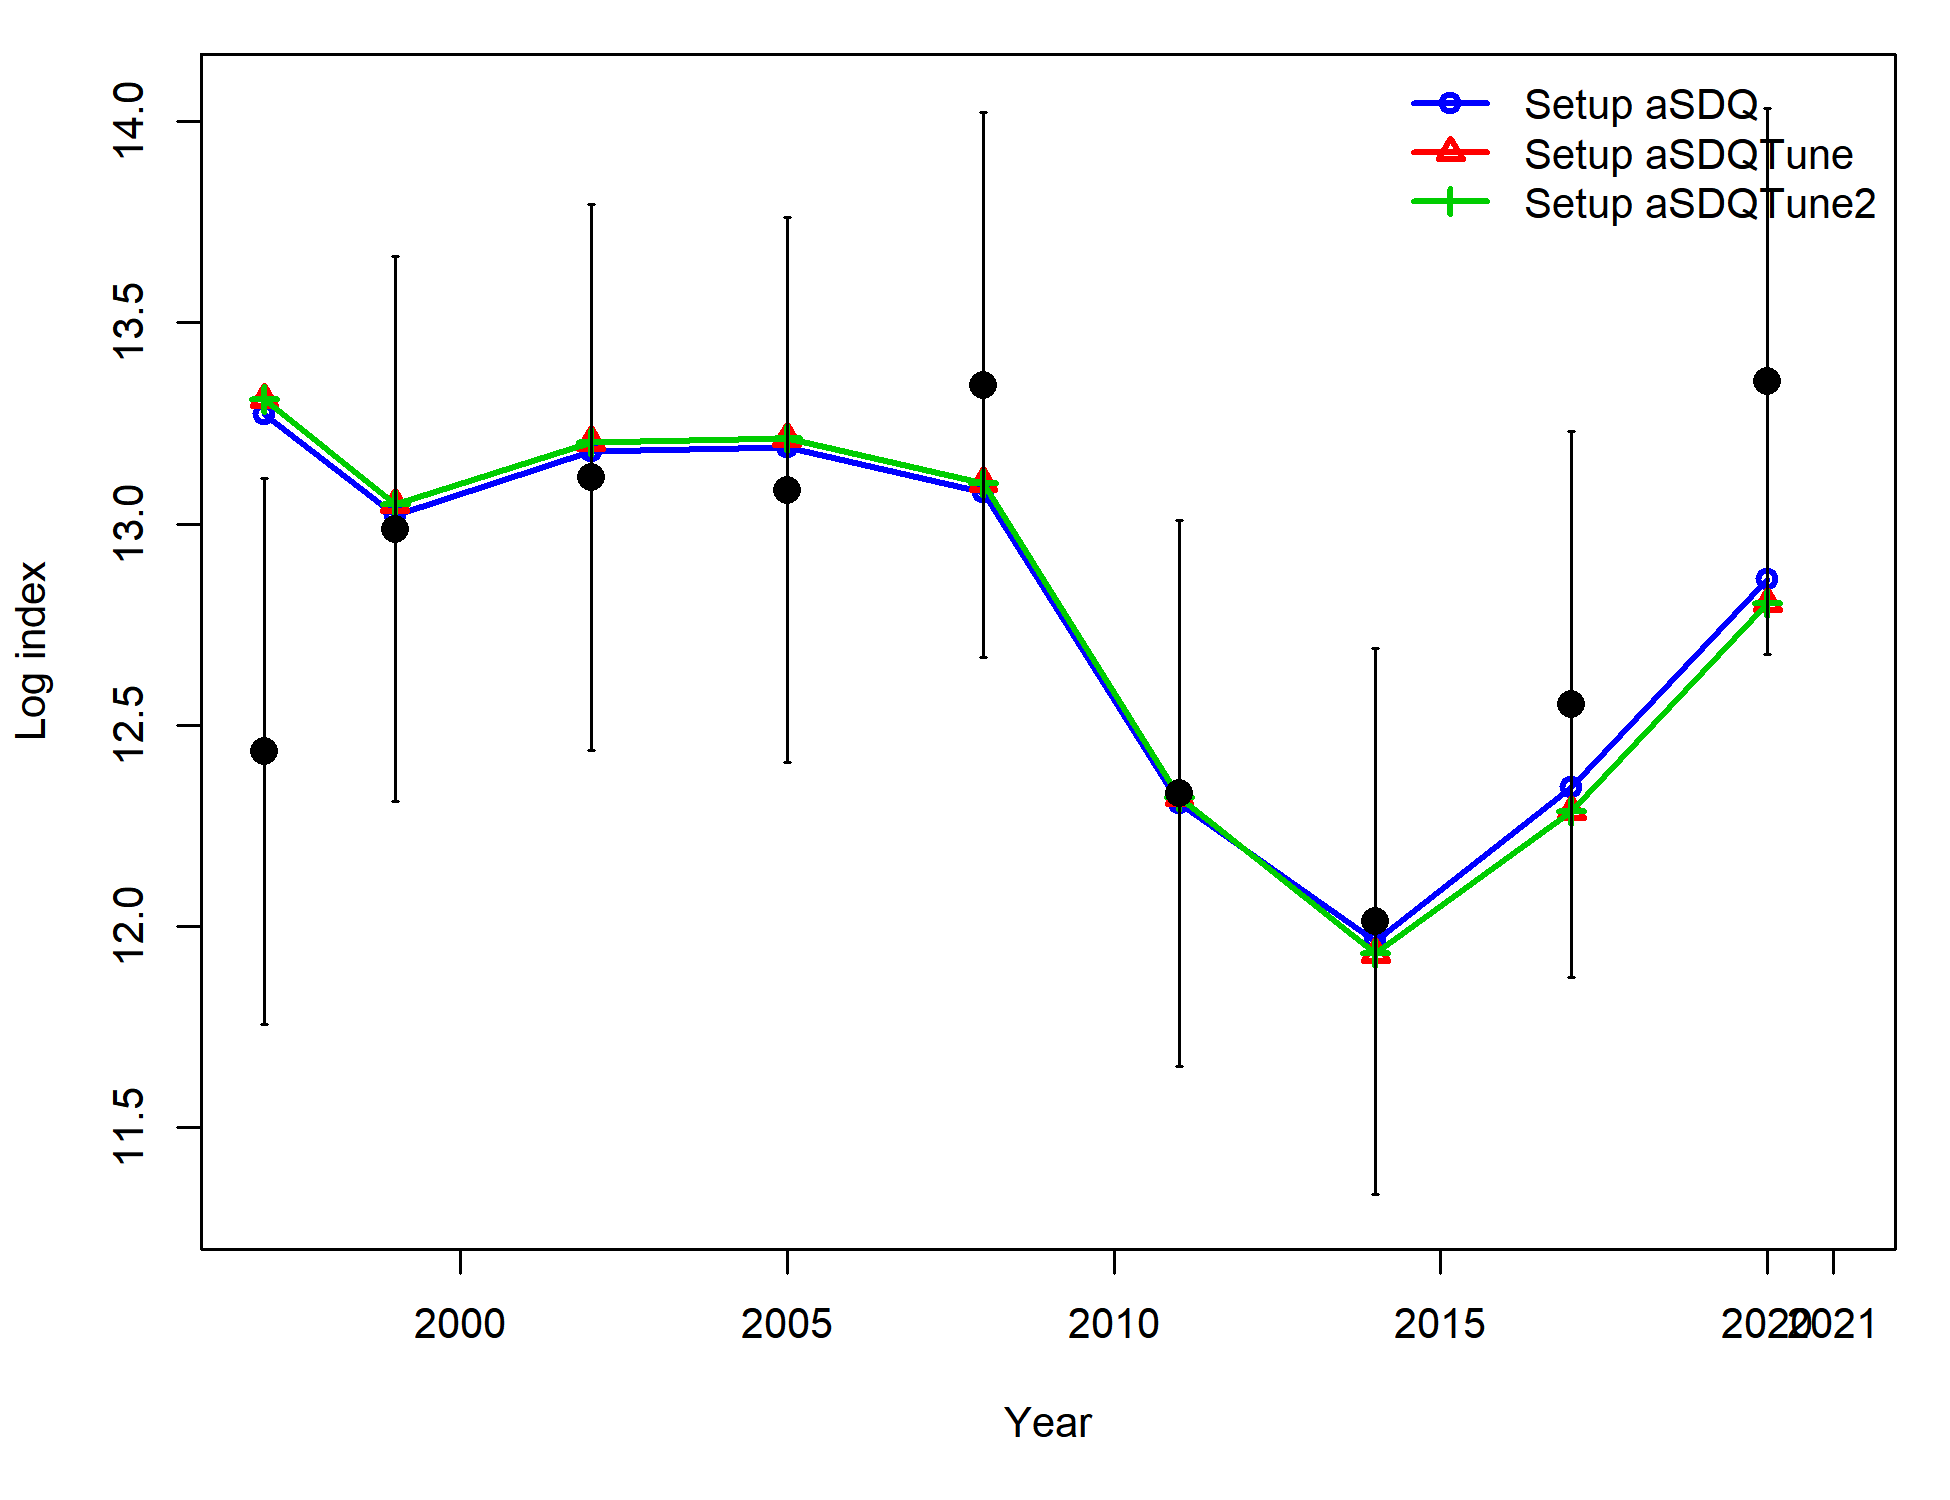 Setup aSDQ
Setup aSDQTune
Setup aSDQTune2
14.0
13.5
13.0
12.5
12.0
11.5
Log index
2000 2005 2010 2015 2020 2021
Year